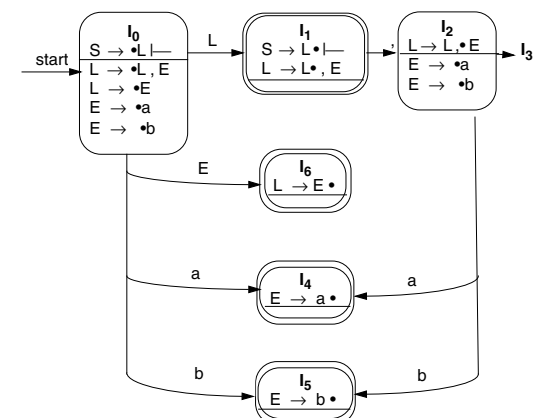 start
I0
S → •L ⊢
L → •L , E
L → •E
E → •a
E → •b
L
I1
S → L• ⊢
L → L• , E
,
I2
L → L , • E
E → •a
E → •b
I3
E
I6
L → E •
a
I4
E → a •
a
b
I5
E → b •
b